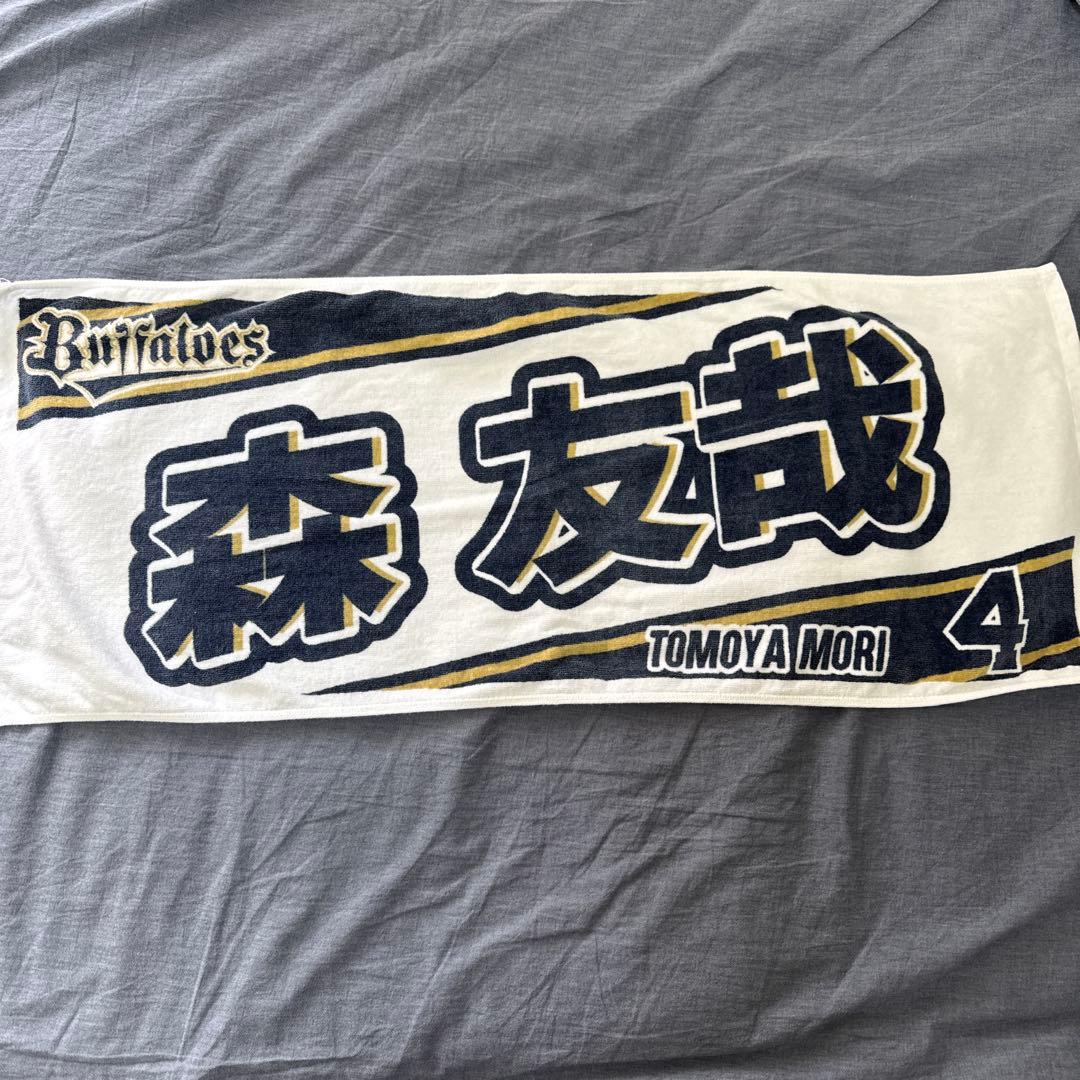 Buffaloes
森 友哉
TOMOYA MORI
4